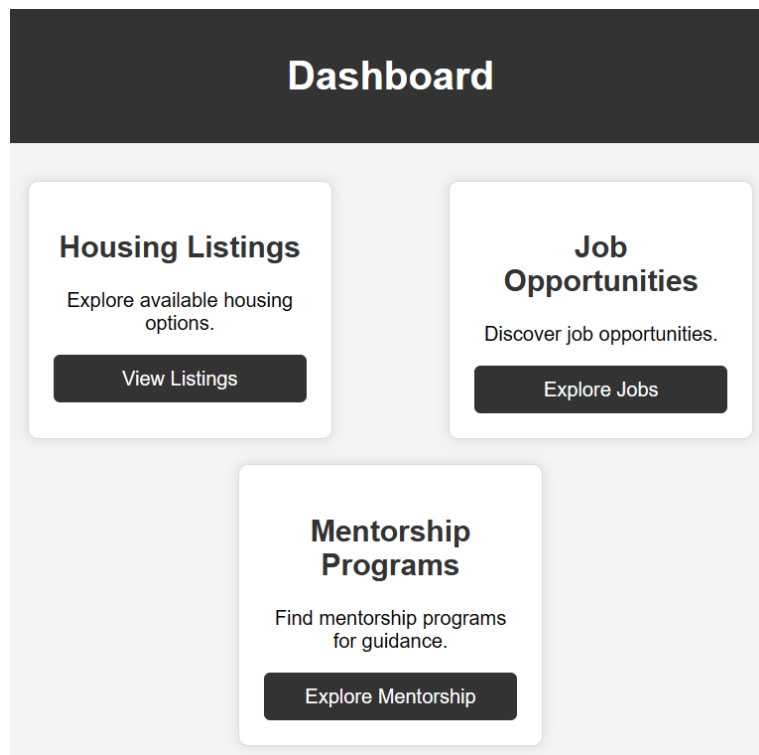 Dashboard
Housing Listings
Explore available housing
options.
View Listings
Job
Opportunities
Discover job opportunities.
Explore Jobs
Mentorship
Programs
Find mentorship programs
for guidance.
Explore Mentorship